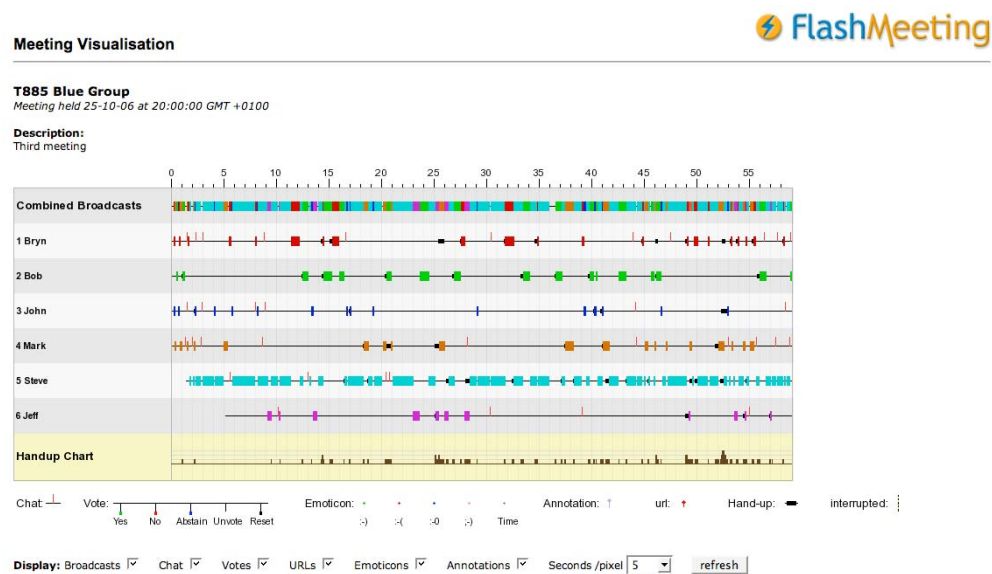 FlashMeeting
Meeting Visualisation
T885 Blue Group
Meeting held 25-10-06 at 20:00:00 GMT +0100
Description:
Third meeting
0 5 10 15 20 25 30 35 40 45 50 55
Combined Broadcasts
1 Bryn
2 Bob
3 John
4 Mark
5 Steve
6 Jeff
Handup Chart
Chat: Vote: Emoticon: Annotation: url: Hand-up: interrupted:
Yes No Abstain Unvote Reset :-) :-( :-0 ;-) Time
Display: Broadcasts Chat Votes URLs Emoticons Annotations Seconds /pixel 5 refresh